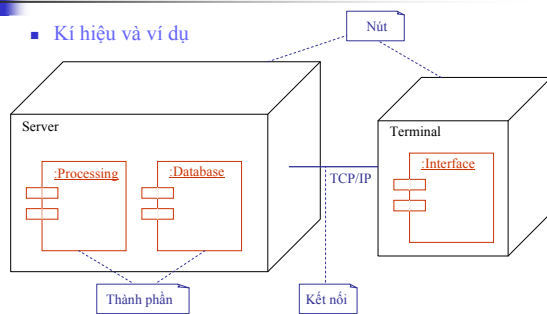 Kí hiệu và ví dụ
Nút
Server
Terminal
:Processing
:Database
:Interface
TCP/IP
Thành phần
Kết nối